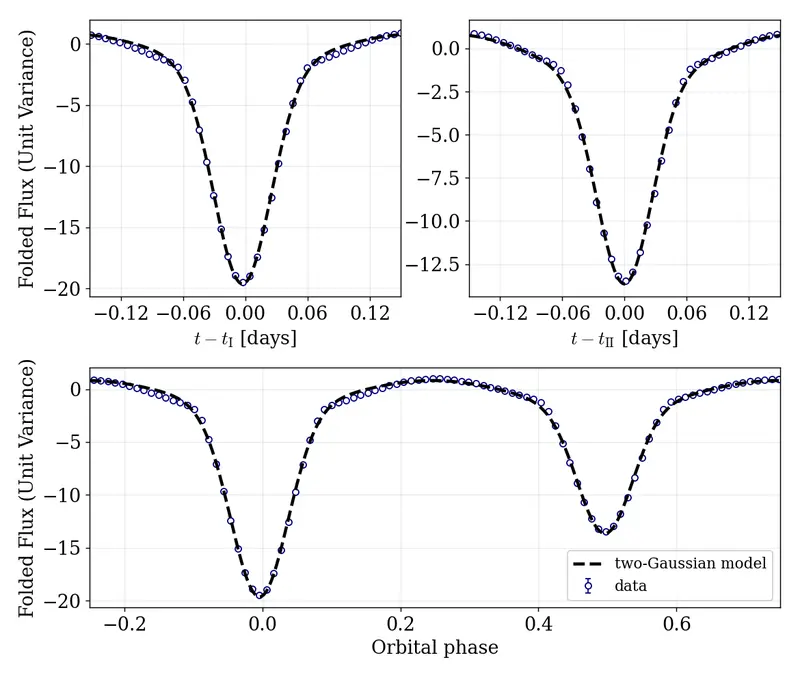 Folded Flux (Unit Variance)
0
−5
−10
−15
−20
−0.12 −0.06 0.00 0.06 0.12
t − t_I [days]
0.0
−2.5
−5.0
−7.5
−10.0
−12.5
−0.12 −0.06 0.00 0.06 0.12
t − t_II [days]
Folded Flux (Unit Variance)
0
−5
−10
−15
−20
two-Gaussian model
data
−0.2 0.0 0.2 0.4 0.6
Orbital phase